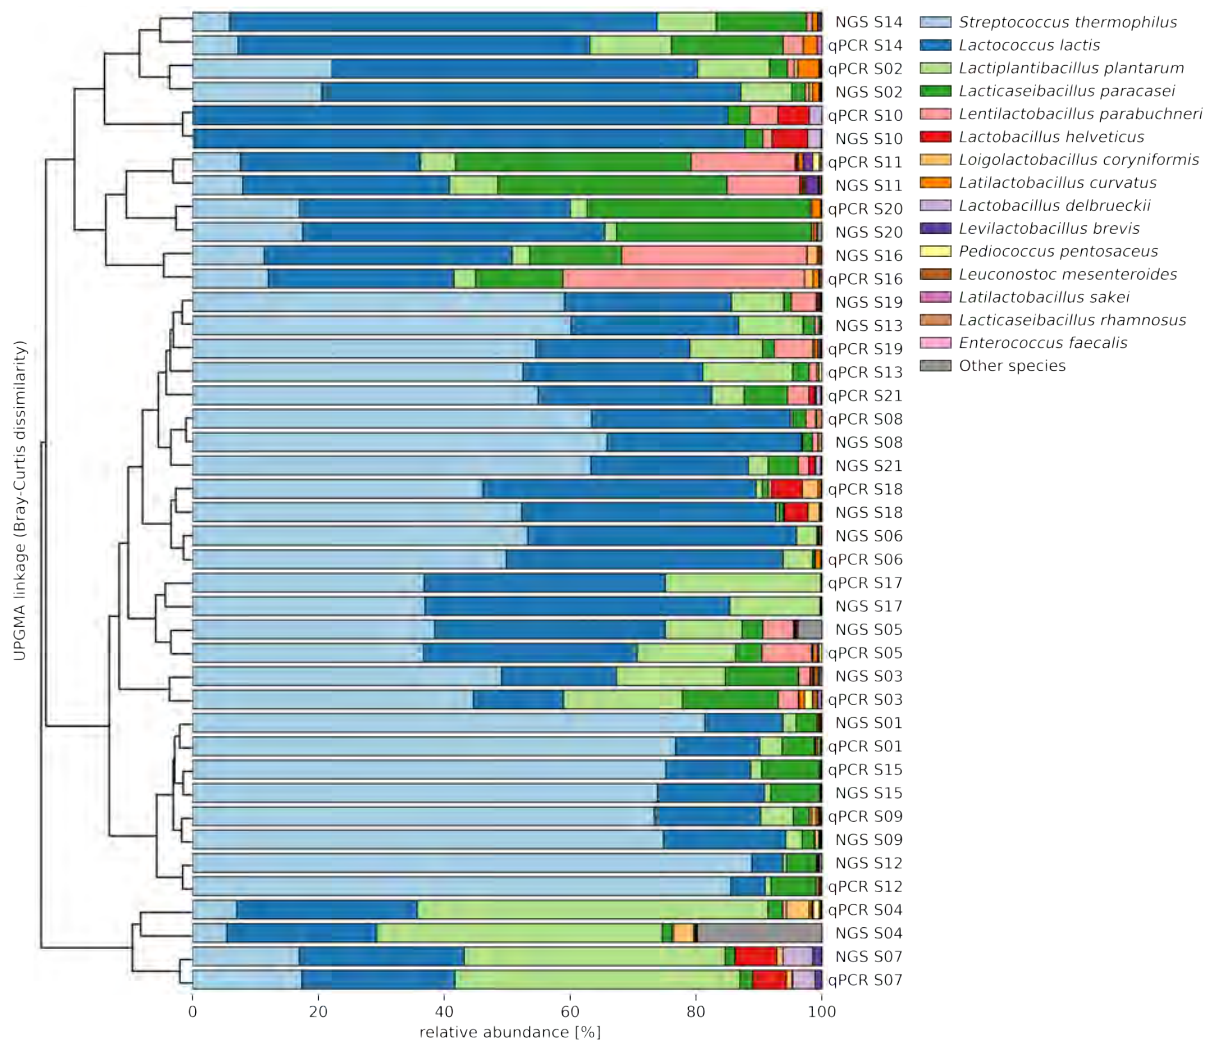 NGS S14
qPCR S14
qPCR S02
NGS S02
qPCR S10
NGS S10
qPCR S11
NGS S11
qPCR S20
NGS S20
NGS S16
qPCR S16
NGS S19
NGS S13
qPCR S19
qPCR S13
qPCR S21
qPCR S08
NGS S08
NGS S21
qPCR S18
NGS S18
NGS S06
qPCR S06
qPCR S17
NGS S17
NGS S05
qPCR S05
NGS S03
qPCR S03
NGS S01
qPCR S01
qPCR S15
NGS S15
qPCR S09
NGS S09
NGS S12
qPCR S12
qPCR S04
NGS S04
NGS S07
qPCR S07
Streptococcus thermophilus
Lactococcus lactis
Lactiplantibacillus plantarum
Lacticaseibacillus paracasei
Lentilactobacillus parabuchneri
Lactobacillus helveticus
Loigolactobacillus coryniformis
Latilactobacillus curvatus
Lactobacillus delbrueckii
Levilactobacillus brevis
Pediococcus pentosaceus
Leuconostoc mesenteroides
Latilactobacillus sakei
Lacticaseibacillus rhamnosus
Enterococcus faecalis
Other species
UPGMA linkage (Bray-Curtis dissimilarity)
0 20 40 60 80 100
relative abundance [%]